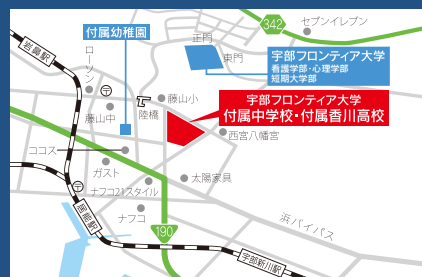 342
セブンイレブン
正門
東門
付属幼稚園
岩鼻駅
ローソン
宇部フロンティア大学
看護学部・心理学部
短期大学部
〒
藤山小
藤山中
陸橋
宇部フロンティア大学
付属中学校・付属香川高校
西宮八幡宮
ココス
ガスト
太陽家具
〒
ナフコ21スタイル
ナフコ
居能駅
190
浜バイパス
宇部新川駅